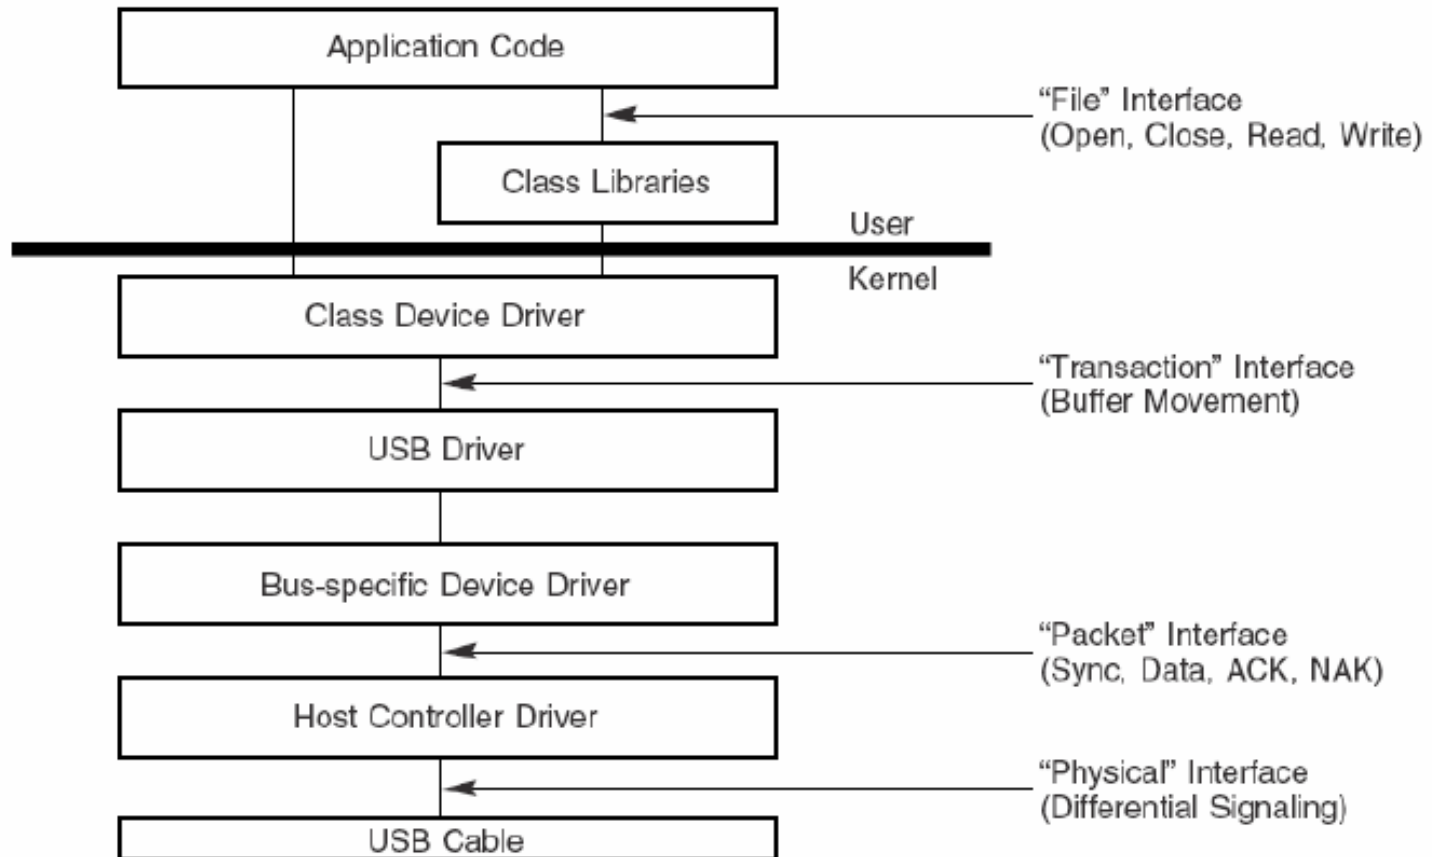 Application Code
“File” Interface
(Open, Close, Read, Write)
Class Libraries
User
Kernel
Class Device Driver
“Transaction” Interface
(Buffer Movement)
USB Driver
Bus-specific Device Driver
“Packet” Interface
(Sync, Data, ACK, NAK)
Host Controller Driver
“Physical” Interface
(Differential Signaling)
USB Cable